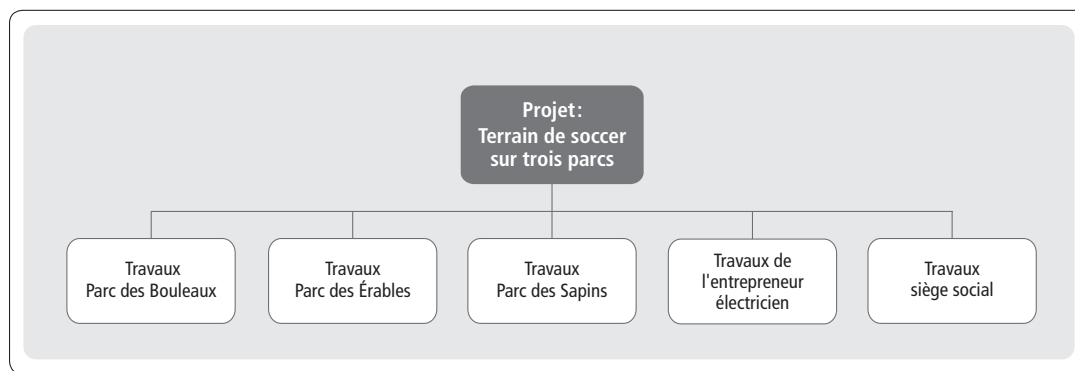 Projet:
Terrain de soccer
sur trois parcs
Travaux
Parc des Bouleaux
Travaux
Parc des Érables
Travaux
Parc des Sapins
Travaux de
l'entrepreneur
électricien
Travaux
siège social